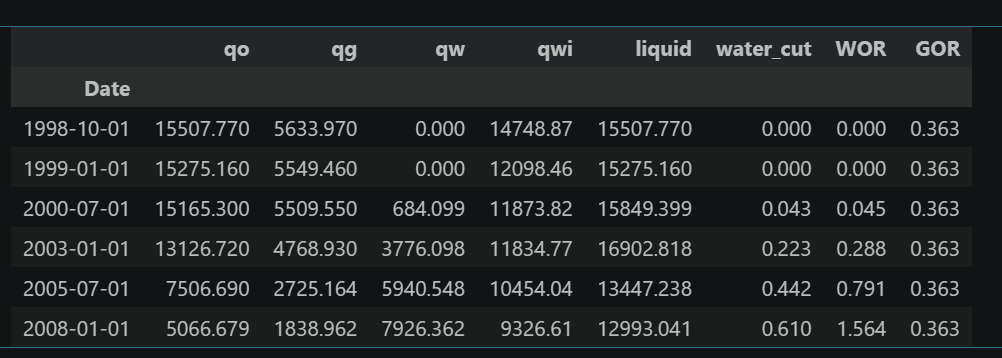 qo qg qw qwi liquid water_cut WOR GOR
Date
1998-10-01 15507.770 5633.970 0.000 14748.87 15507.770 0.000 0.000 0.363
1999-01-01 15275.160 5549.460 0.000 12098.46 15275.160 0.000 0.000 0.363
2000-07-01 15165.300 5509.550 684.099 11873.82 15849.399 0.043 0.045 0.363
2003-01-01 13126.720 4768.930 3776.098 11834.77 16902.818 0.223 0.288 0.363
2005-07-01 7506.690 2725.164 5940.548 10454.04 13447.238 0.442 0.791 0.363
2008-01-01 5066.679 1838.962 7926.362 9326.61 12993.041 0.610 1.564 0.363